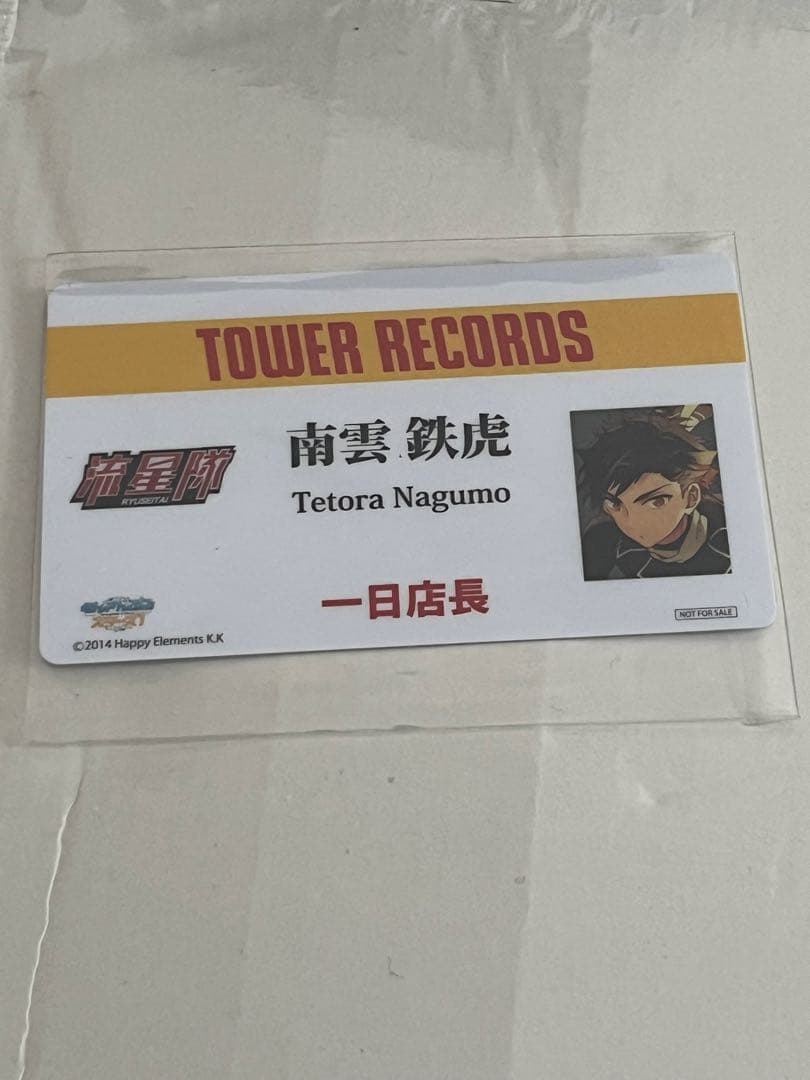 TOWER RECORDS
南雲 鉄虎
Tetora Nagumo
流星隊
RYUSEITAI
一日店長
NOT FOR SALE
©2014 Happy Elements K.K